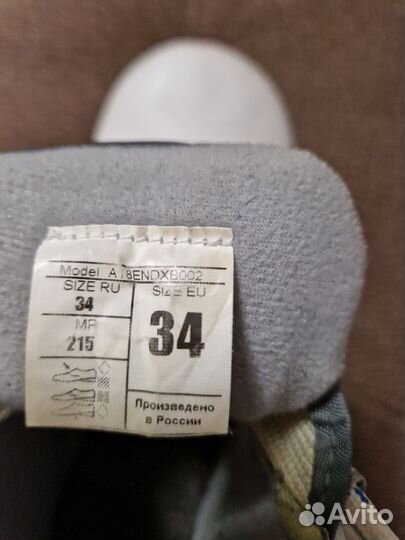 Model A18ENDXB002
SIZE RU
34
MP
215
SIZE EU
34
Произведено
в России
Avito